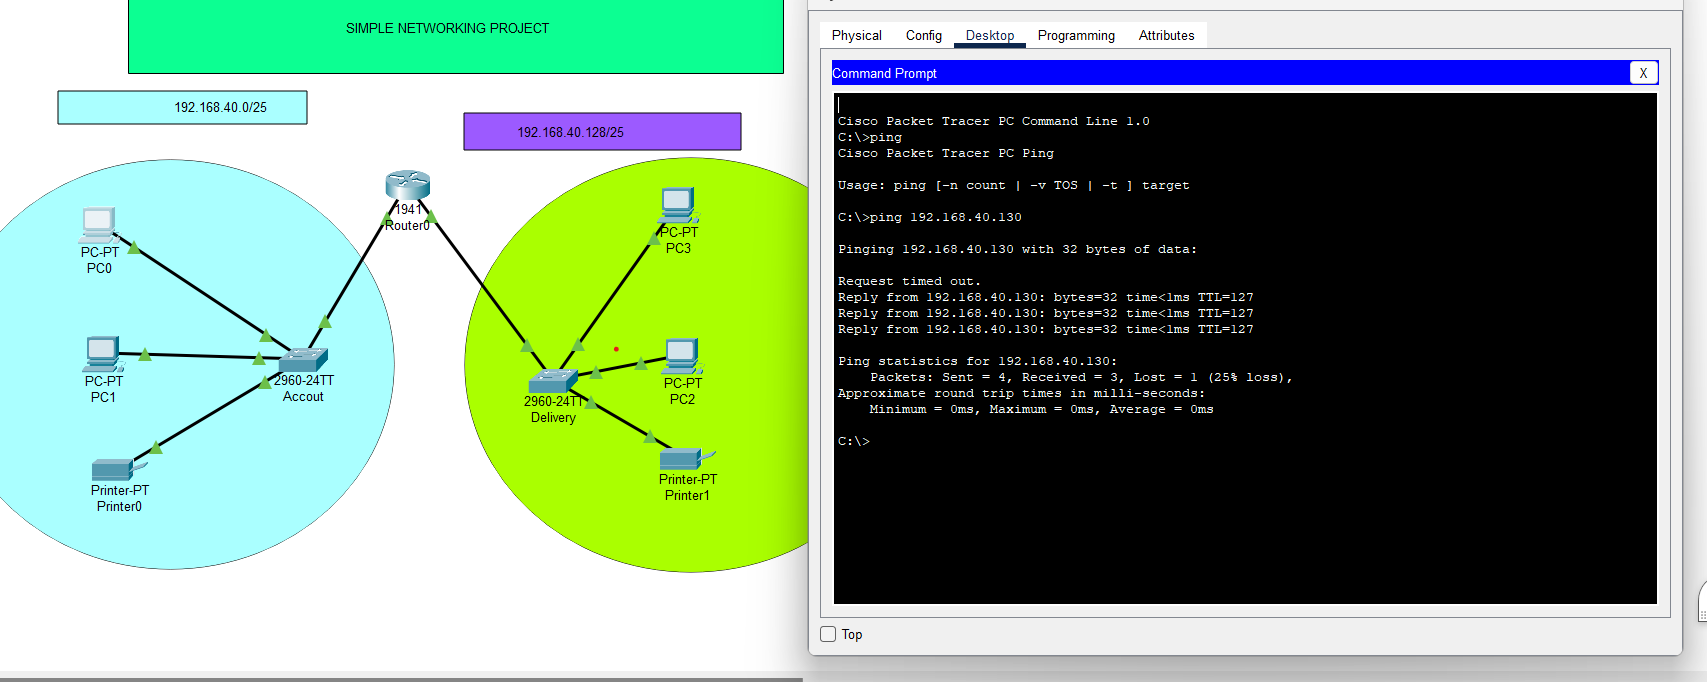 SIMPLE NETWORKING PROJECT
192.168.40.0/25
192.168.40.128/25
1941
Router0
PC-PT
PC0
PC-PT
PC1
Printer-PT
Printer0
2960-24TT
Accout
PC-PT
PC3
PC-PT
PC2
2960-24TT
Delivery
Printer-PT
Printer1
Physical Config Desktop Programming Attributes
Command Prompt X
Cisco Packet Tracer PC Command Line 1.0
C:\>ping
Cisco Packet Tracer PC Ping
Usage: ping [-n count | -v TOS | -t ] target
C:\>ping 192.168.40.130
Pinging 192.168.40.130 with 32 bytes of data:
Request timed out.
Reply from 192.168.40.130: bytes=32 time<1ms TTL=127
Reply from 192.168.40.130: bytes=32 time<1ms TTL=127
Reply from 192.168.40.130: bytes=32 time<1ms TTL=127
Ping statistics for 192.168.40.130:
Packets: Sent = 4, Received = 3, Lost = 1 (25% loss),
Approximate round trip times in milli-seconds:
Minimum = 0ms, Maximum = 0ms, Average = 0ms
C:\>
Top